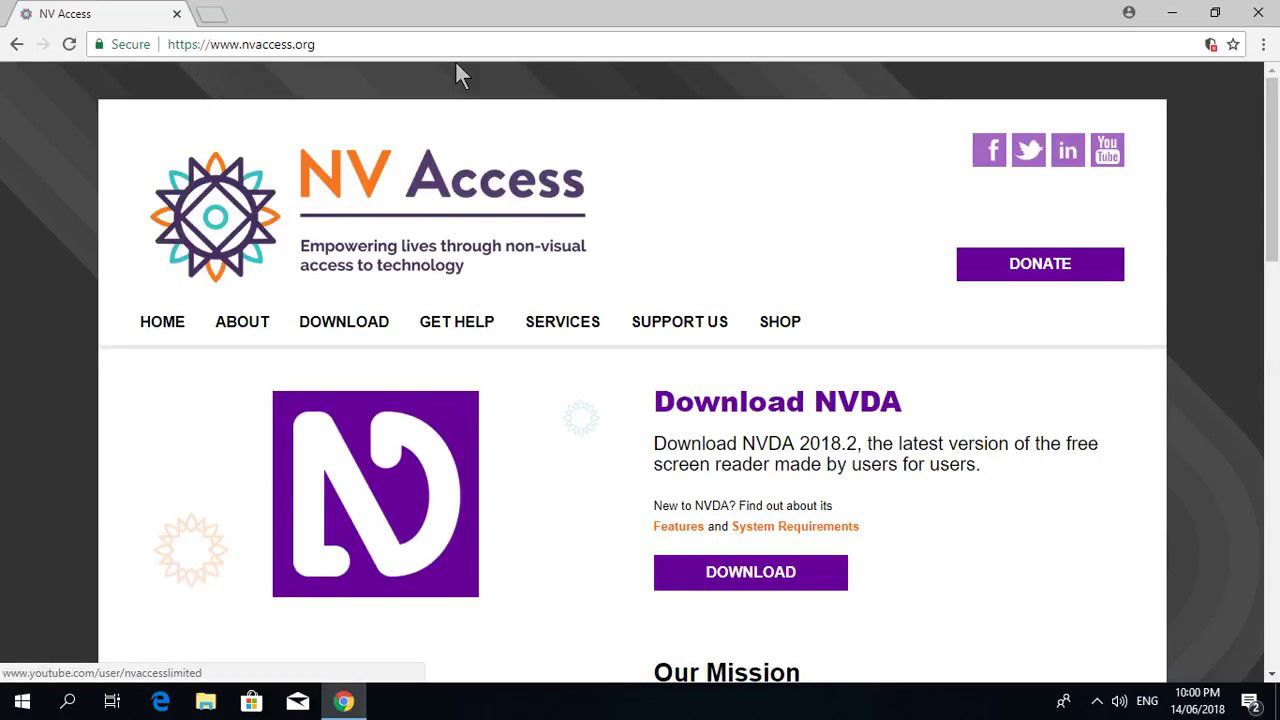 NV Access
Secure
https://www.nvaccess.org
f
in
You
Tube
NV Access
Empowering lives through non-visual
access to technology
DONATE
HOME
ABOUT
DOWNLOAD
GET HELP
SERVICES
SUPPORT US
SHOP
Download NVDA
Download NVDA 2018.2, the latest version of the free
screen reader made by users for users.
New to NVDA? Find out about its
Features and System Requirements
DOWNLOAD
Our Mission
www.youtube.com/user/nvaccesslimited
ENG
10:00 PM
14/06/2018
2